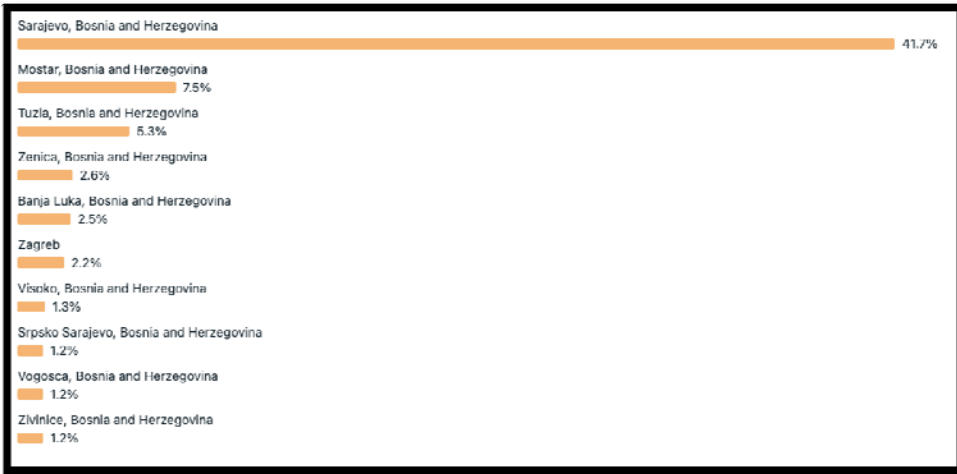 Sarajevo, Bosnia and Herzegovina
41.7%
Mostar, Bosnia and Herzegovina
7.5%
Tuzla, Bosnia and Herzegovina
5.3%
Zenica, Bosnia and Herzegovina
2.6%
Banja Luka, Bosnia and Herzegovina
2.5%
Zagreb
2.2%
Visoko, Bosnia and Herzegovina
1.3%
Srpsko Sarajevo, Bosnia and Herzegovina
1.2%
Vogosca, Bosnia and Herzegovina
1.2%
Zivinice, Bosnia and Herzegovina
1.2%